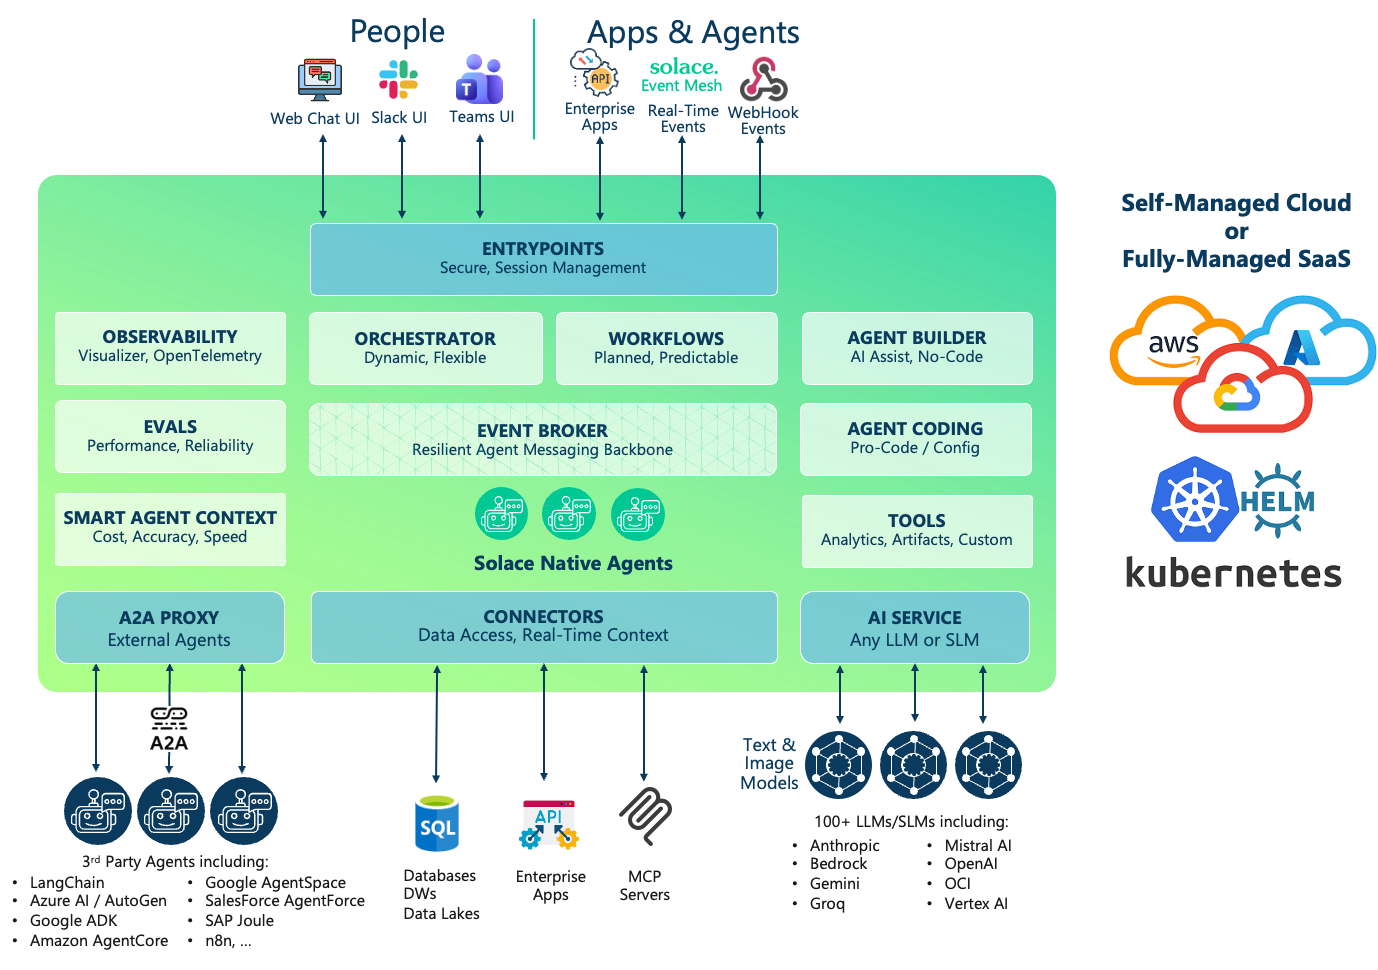 People
Apps & Agents
Web Chat UI
Slack UI
T
Teams UI
API
Enterprise
Apps
solace.
Event Mesh
Real-Time
Events
WebHook
Events
ENTRYPOINTS
Secure, Session Management
OBSERVABILITY
Visualizer, OpenTelemetry
ORCHESTRATOR
Dynamic, Flexible
WORKFLOWS
Planned, Predictable
AGENT BUILDER
AI Assist, No-Code
EVALS
Performance, Reliability
EVENT BROKER
Resilient Agent Messaging Backbone
AGENT CODING
Pro-Code / Config
SMART AGENT CONTEXT
Cost, Accuracy, Speed
Solace Native Agents
TOOLS
Analytics, Artifacts, Custom
A2A PROXY
External Agents
CONNECTORS
Data Access, Real-Time Context
AI SERVICE
Any LLM or SLM
A2A
3rd Party Agents including:
• LangChain
• Azure AI / AutoGen
• Google ADK
• Amazon AgentCore
• Google AgentSpace
• SalesForce AgentForce
• SAP Joule
• n8n, ...
SQL
Databases
DWs
Data Lakes
API
Enterprise
Apps
MCP
Servers
Text &
Image
Models
100+ LLMs/SLMs including:
• Anthropic
• Bedrock
• Gemini
• Groq
• Mistral AI
• OpenAI
• OCI
• Vertex AI
Self-Managed Cloud
or
Fully-Managed SaaS
aws
HELM
kubernetes